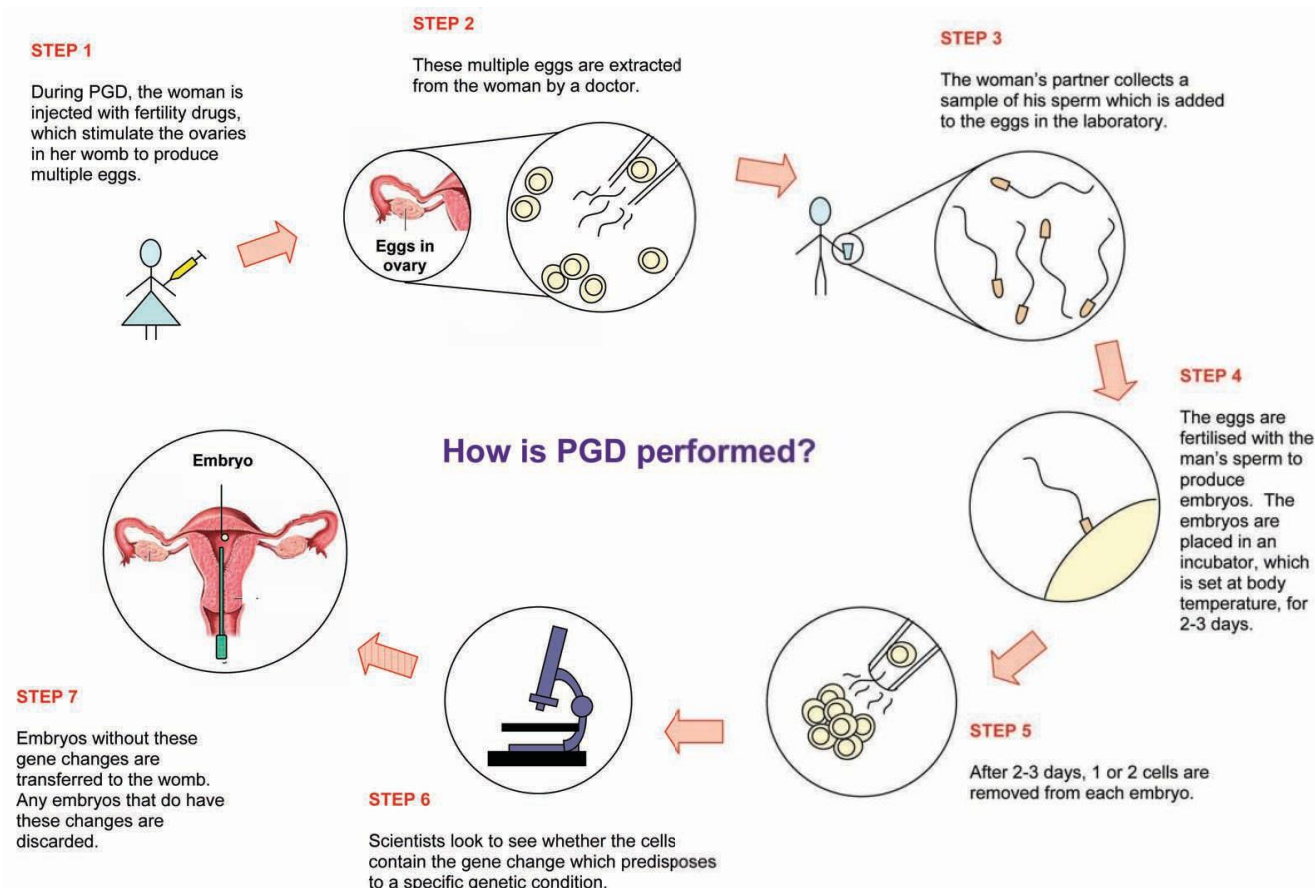 STEP 1
During PGD, the woman is
injected with fertility drugs,
which stimulate the ovaries
in her womb to produce
multiple eggs.
STEP 2
These multiple eggs are extracted
from the woman by a doctor.
Eggs in
ovary
STEP 3
The woman's partner collects a
sample of his sperm which is added
to the eggs in the laboratory.
How is PGD performed?
STEP 4
The eggs are
fertilised with the
man's sperm to
produce
embryos. The
embryos are
placed in an
incubator, which
is set at body
temperature, for
2-3 days.
STEP 5
After 2-3 days, 1 or 2 cells are
removed from each embryo.
STEP 6
Scientists look to see whether the cells
contain the gene change which predisposes
to a specific genetic condition.
Embryo
STEP 7
Embryos without these
gene changes are
transferred to the womb.
Any embryos that do have
these changes are
discarded.